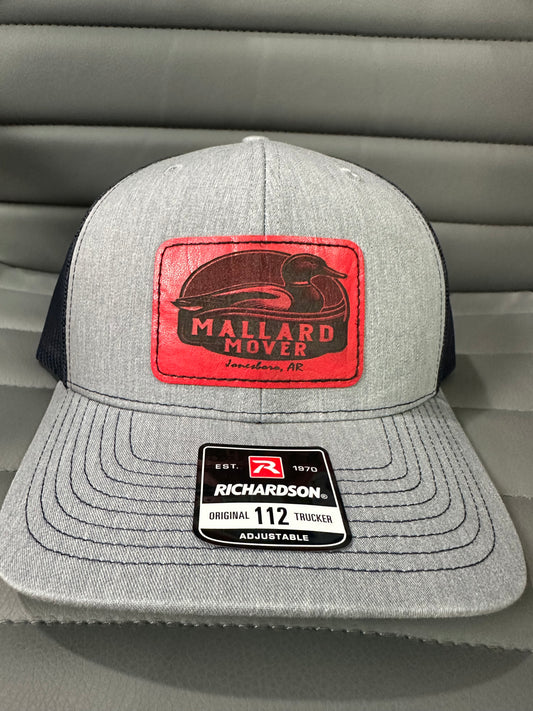 MALLARD
MOVER
Jonesboro, AR
EST. R 1970
RICHARDSON®
ORIGINAL 112 TRUCKER
ADJUSTABLE